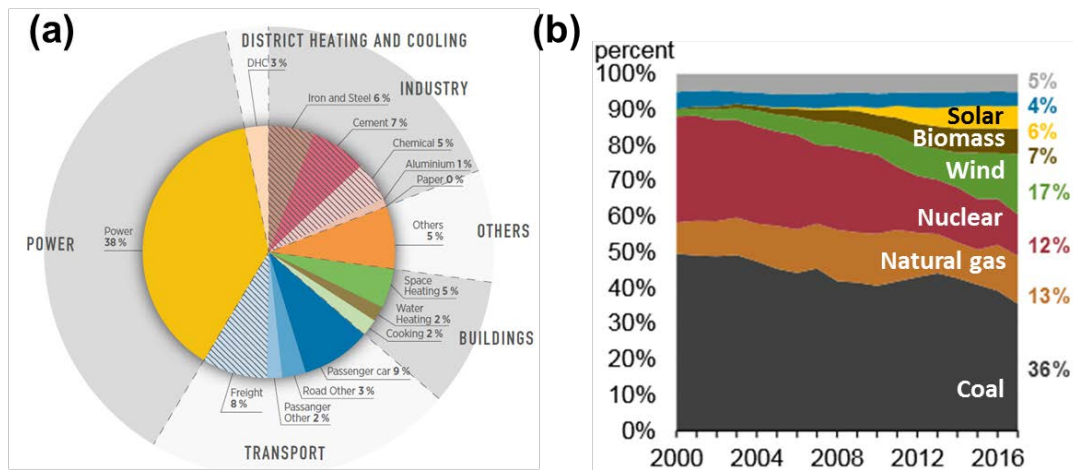 (a)
DISTRICT HEATING AND COOLING
DHC 3 %
INDUSTRY
Iron and Steel 6 %
Cement 7 %
Chemical 5 %
Aluminium 1 %
Paper 0 %
Others
5 %
OTHERS
Space
Heating 5 %
Water
Heating 2 %
Cooking 2 %
BUILDINGS
Passenger car 9 %
Road Other 3 %
Passanger
Other 2 %
Freight
8 %
TRANSPORT
Power
38 %
POWER
(b)
percent
100%
90%
80%
70%
60%
50%
40%
30%
20%
10%
0%
2000
2004
2008
2012
2016
Solar
Biomass
Wind
Nuclear
Natural gas
Coal
5%
4%
6%
7%
17%
12%
13%
36%